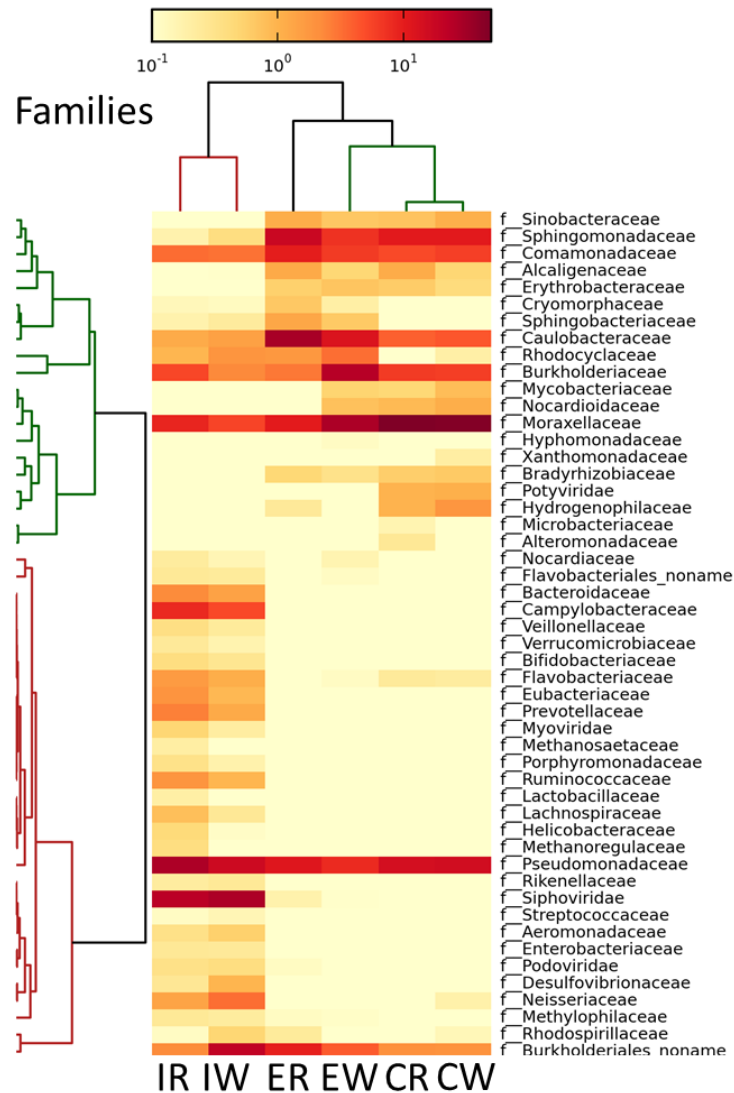 10^-1 10^0 10^1
Families
f__Sinobacteraceae
f__Sphingomonadaceae
f__Comamonadaceae
f__Alcaligenaceae
f__Erythrobacteraceae
f__Cryomorphaceae
f__Sphingobacteriaceae
f__Caulobacteraceae
f__Rhodocyclaceae
f__Burkholderiaceae
f__Mycobacteriaceae
f__Nocardioidaceae
f__Moraxellaceae
f__Hyphomonadaceae
f__Xanthomonadaceae
f__Bradyrhizobiaceae
f__Potyviridae
f__Hydrogenophilaceae
f__Microbacteriaceae
f__Alteromonadaceae
f__Nocardiaceae
f__Flavobacteriales_noname
f__Bacteroidaceae
f__Campylobacteraceae
f__Veillonellaceae
f__Verrucomicrobiaceae
f__Bifidobacteriaceae
f__Flavobacteriaceae
f__Eubacteriaceae
f__Prevotellaceae
f__Myoviridae
f__Methanosaetaceae
f__Porphyromonadaceae
f__Ruminococcaceae
f__Lactobacillaceae
f__Lachnospiraceae
f__Helicobacteraceae
f__Methanoregulaceae
f__Pseudomonadaceae
f__Rikenellaceae
f__Siphoviridae
f__Streptococcaceae
f__Aeromonadaceae
f__Enterobacteriaceae
f__Podoviridae
f__Desulfovibrionaceae
f__Neisseriaceae
f__Methylophilaceae
f__Rhodospirillaceae
f__Burkholderiales_noname
IR IW ER EW CR CW